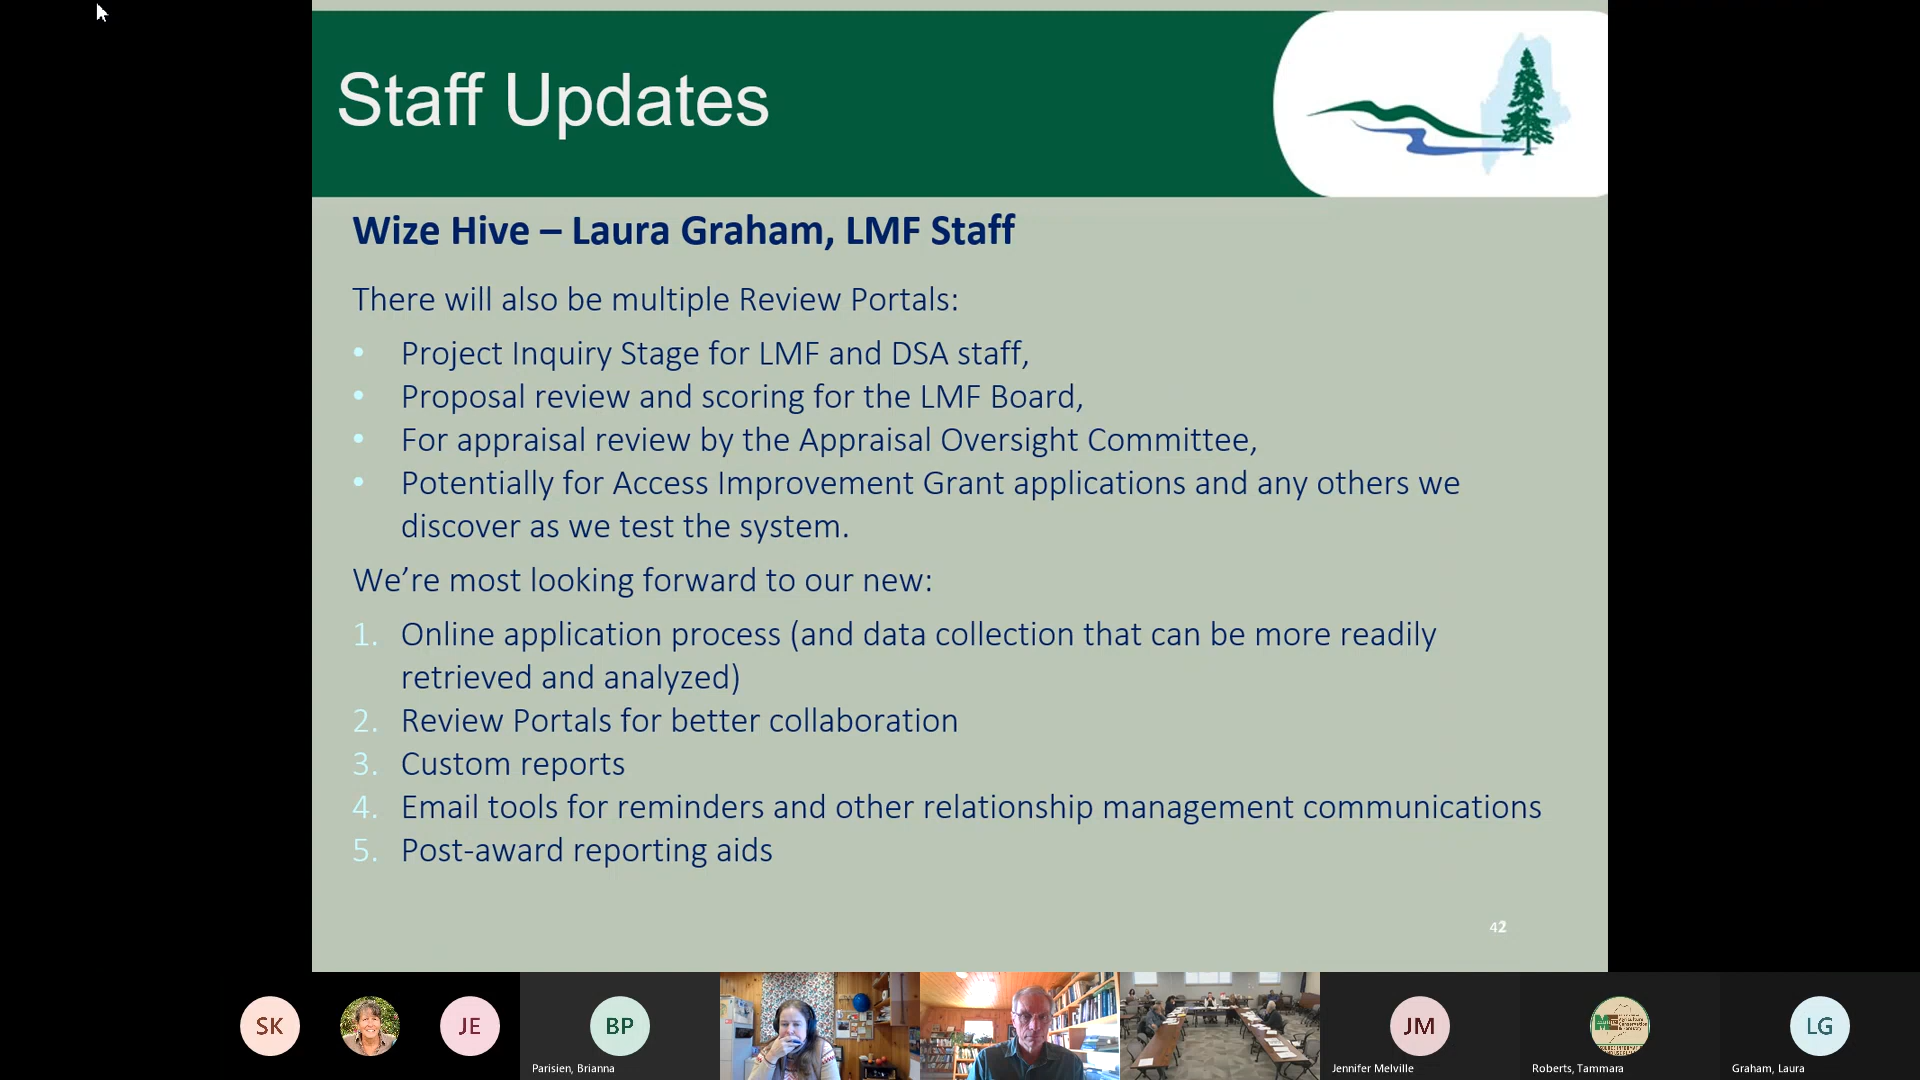 Staff Updates
Wize Hive – Laura Graham, LMF Staff
There will also be multiple Review Portals:
• Project Inquiry Stage for LMF and DSA staff,
• Proposal review and scoring for the LMF Board,
• For appraisal review by the Appraisal Oversight Committee,
• Potentially for Access Improvement Grant applications and any others we
discover as we test the system.
We’re most looking forward to our new:
1. Online application process (and data collection that can be more readily
retrieved and analyzed)
2. Review Portals for better collaboration
3. Custom reports
4. Email tools for reminders and other relationship management communications
5. Post-award reporting aids
42
SK
JE
BP
JM
LG
Parisien, Brianna
Jennifer Melville
Roberts, Tammara
Graham, Laura